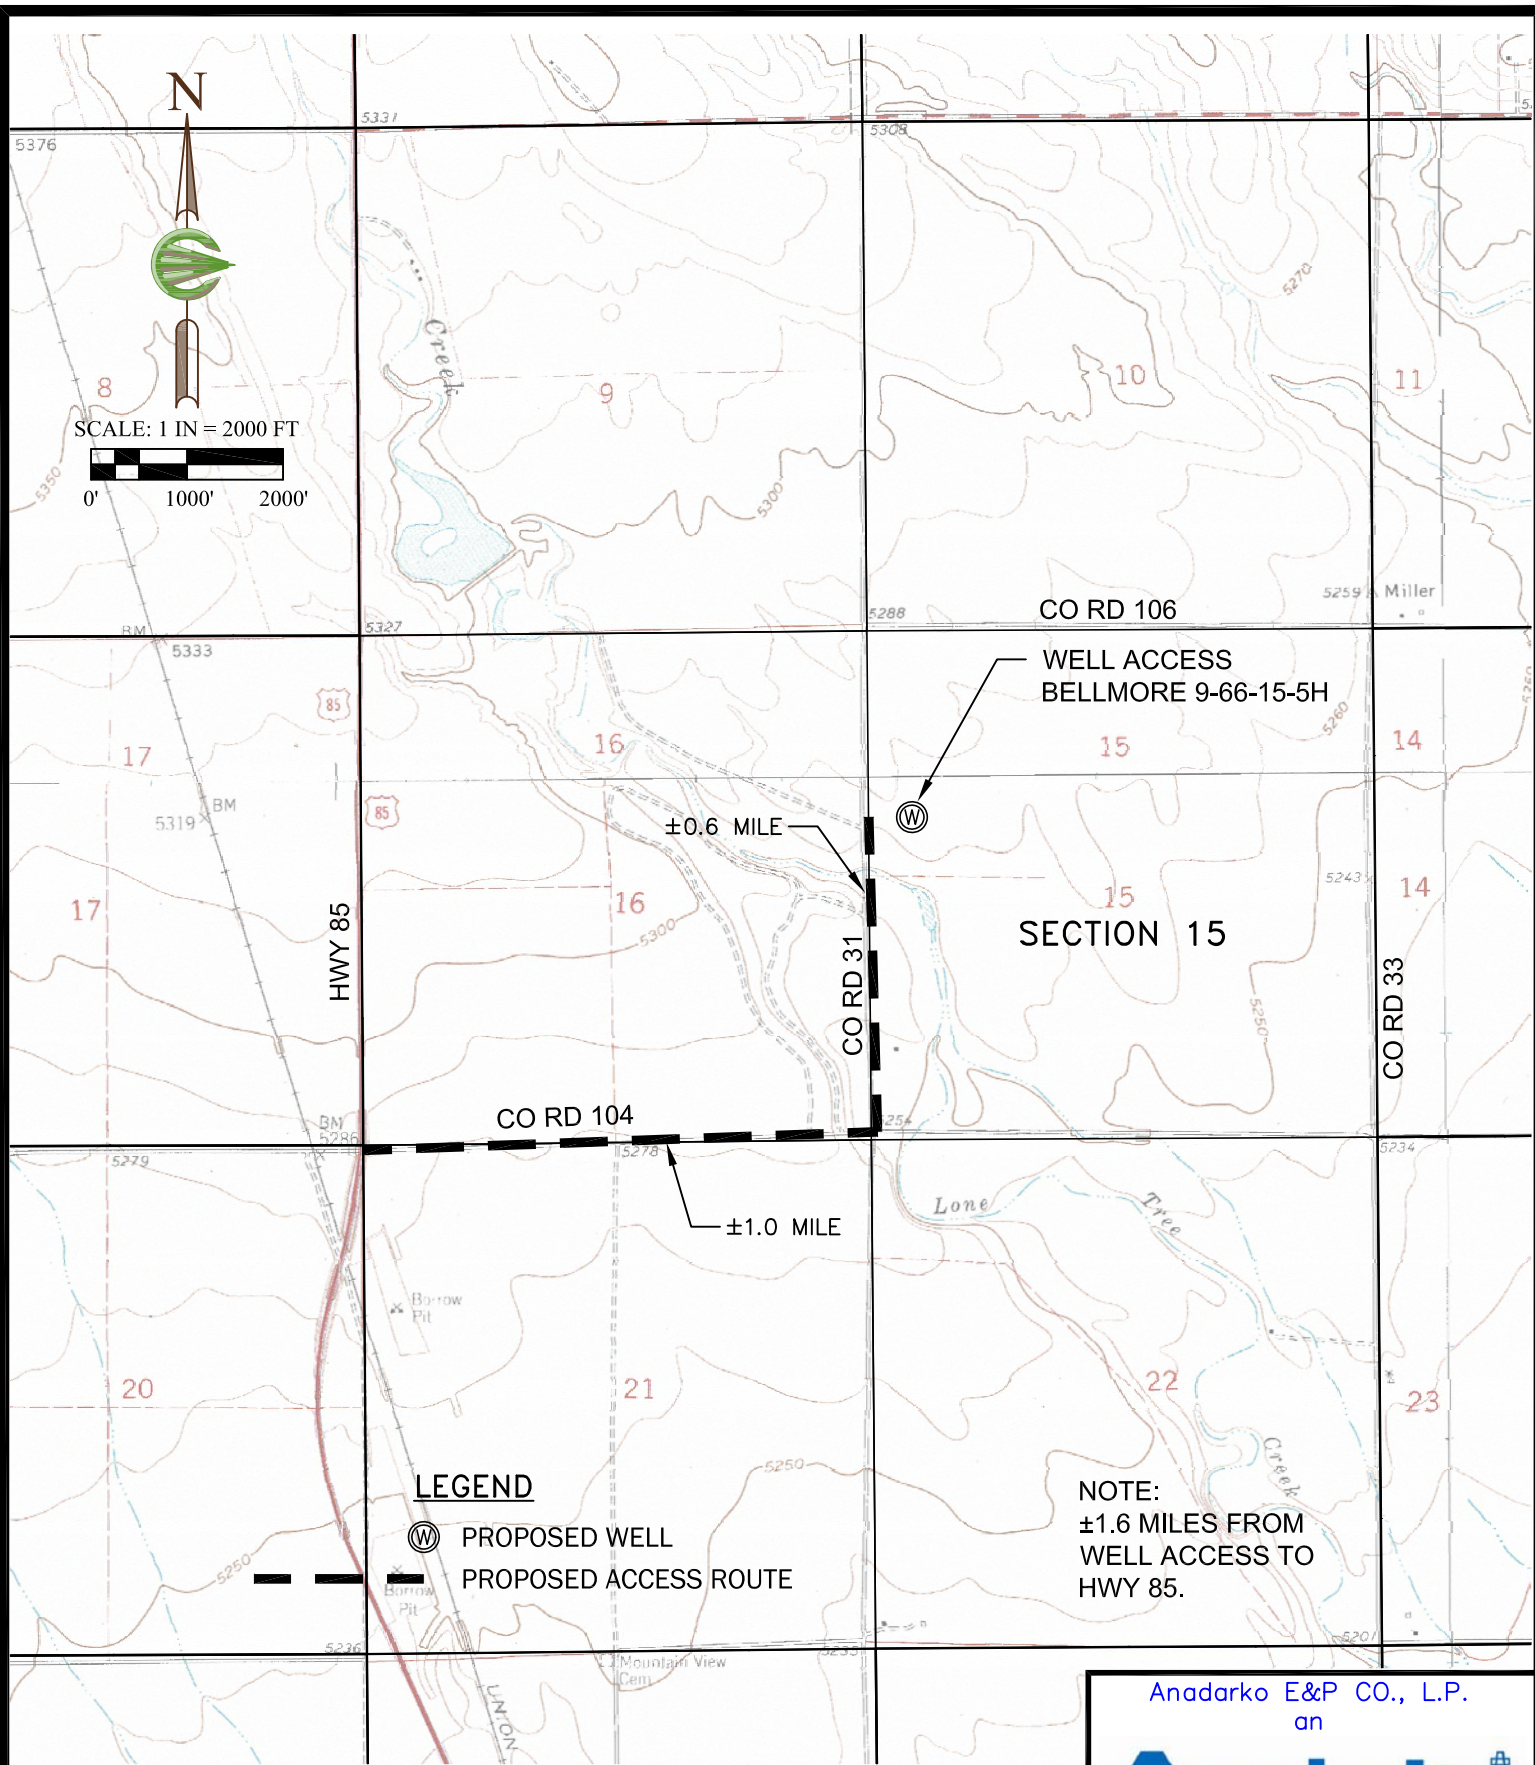 N
5331
5308
5376
5270
Creek
8
9
10
11
SCALE: 1 IN = 2000 FT
5350
0' 1000' 2000'
5300
5259
Miller
5288
CO RD 106
5327
BM
5333
WELL ACCESS
BELLMORE 9-66-15-5H
85
5260
17
16
15
14
BM
5319
85
±0.6 MILE
5243
17
16
15
14
SECTION 15
5300
HWY 85
CO RD 31
CO RD 33
5250
CO RD 104
BM
5286
5254
5279
5278
5234
Lone
Tree
±1.0 MILE
Borrow
Pit
20
21
22
23
Creek
5250
LEGEND
NOTE:
±1.6 MILES FROM
WELL ACCESS TO
HWY 85.
W PROPOSED WELL
PROPOSED ACCESS ROUTE
W
5250
Borrow
Pit
5236
5201
Mountain View
Cem
UNION
Anadarko E&P CO., L.P.
an